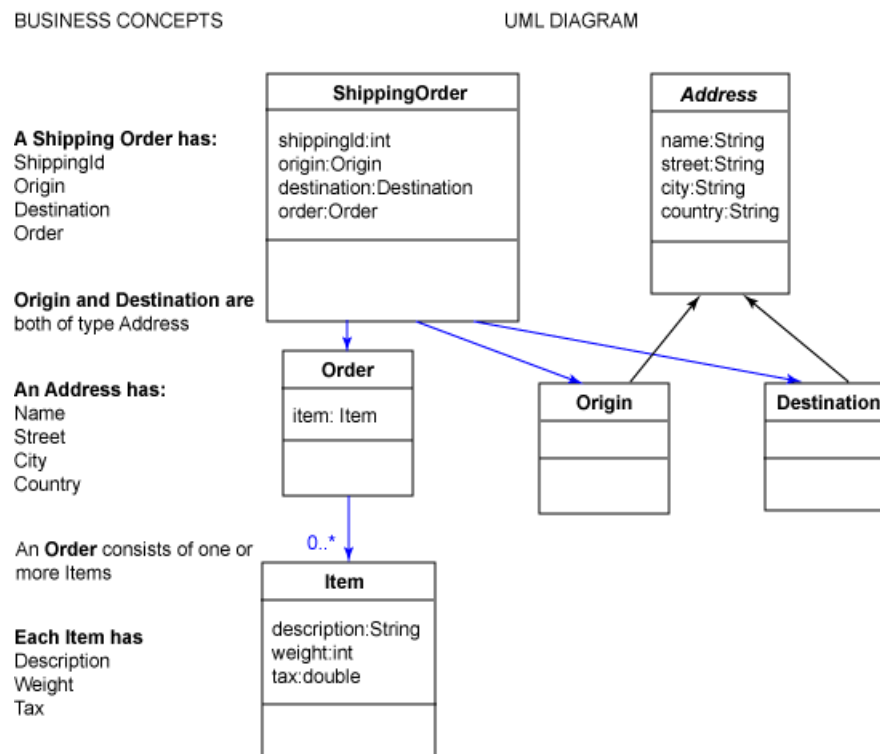 BUSINESS CONCEPTS
UML DIAGRAM
A Shipping Order has:
ShippingId
Origin
Destination
Order
Origin and Destination are
both of type Address
An Address has:
Name
Street
City
Country
An Order consists of one or
more Items
Each Item has
Description
Weight
Tax
ShippingOrder
shippingId:int
origin:Origin
destination:Destination
order:Order
Address
name:String
street:String
city:String
country:String
Order
item: Item
Origin
Destination
0..*
Item
description:String
weight:int
tax:double